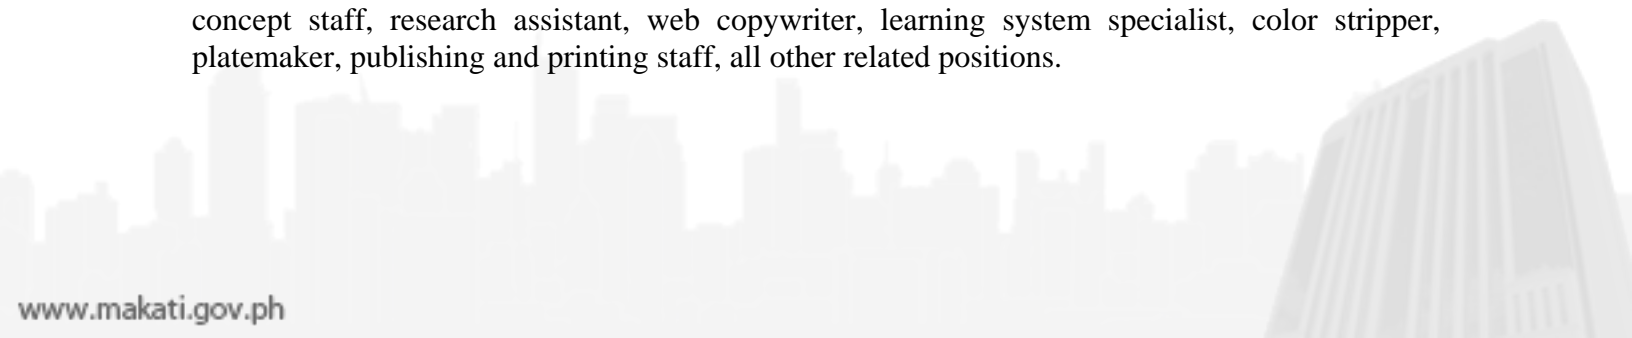 concept staff, research assistant, web copywriter, learning system specialist, color stripper,
platemaker, publishing and printing staff, all other related positions.
www.makati.gov.ph